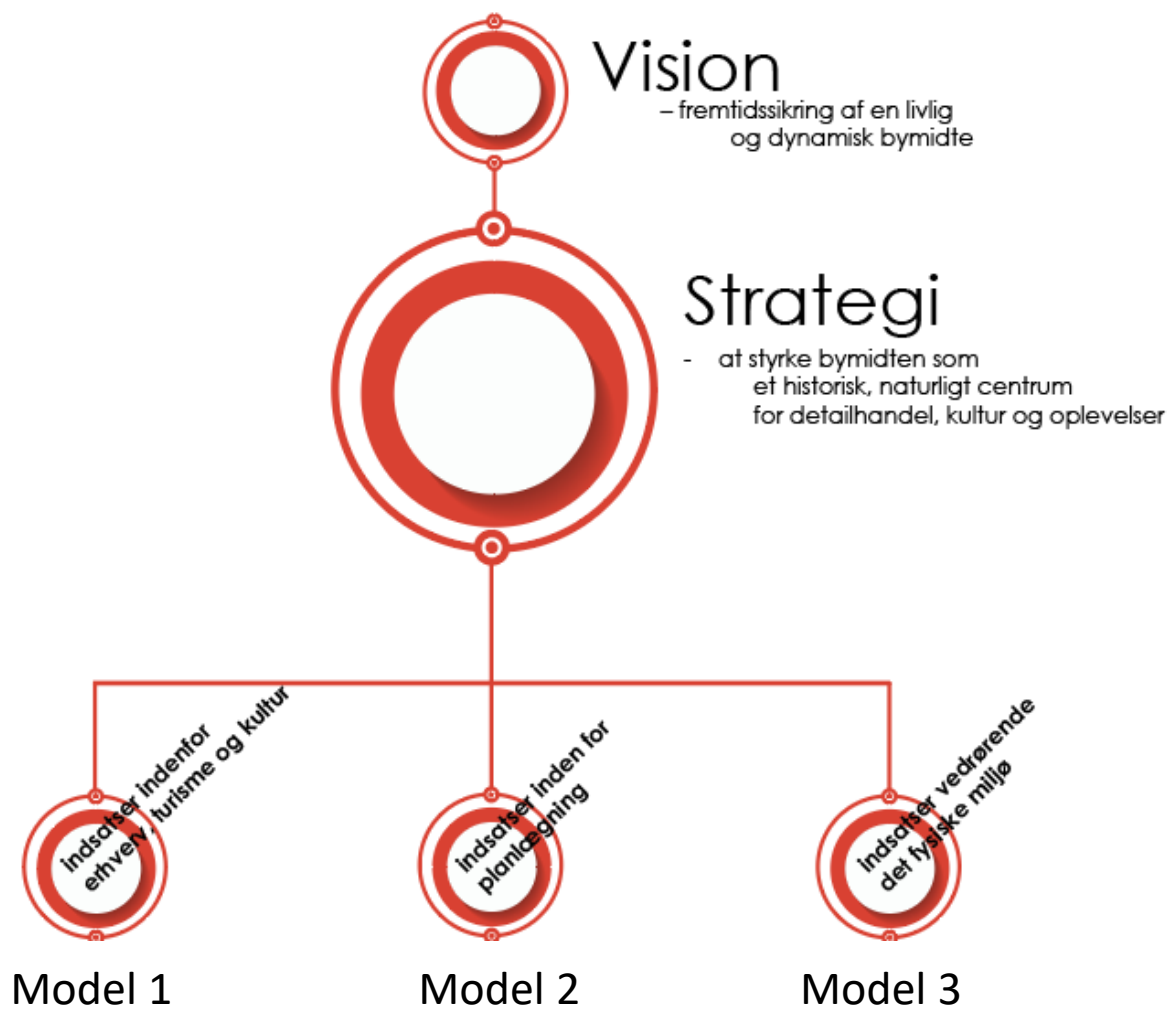 Vision
– fremtidssikring af en livlig
og dynamisk bymidte
Strategi
- at styrke bymidten som
et historisk, naturligt centrum
for detailhandel, kultur og oplevelser
indsatser indenfor
erhverv, turisme og kultur
indsatser inden for
planlægning
indsatser vedrørende
det fysiske miljø
Model 1
Model 2
Model 3